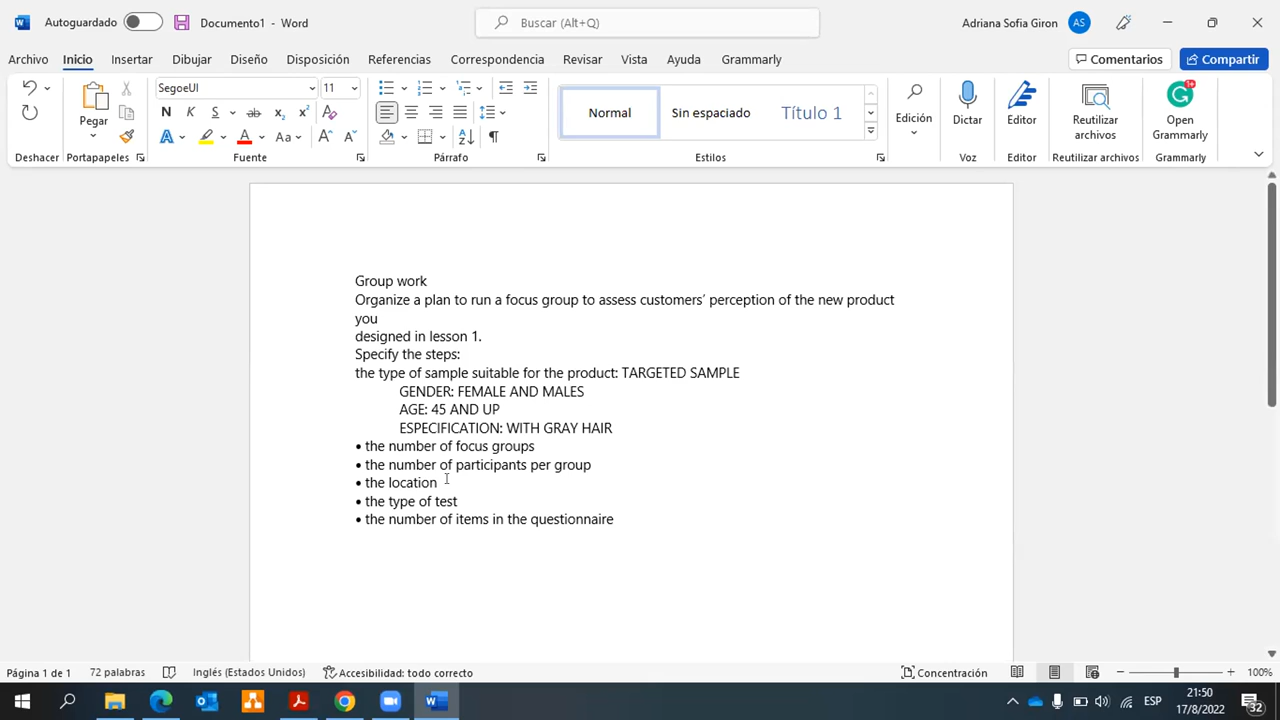 Autoguardado
Documento1 - Word
Buscar (Alt+Q)
Adriana Sofia Giron
AS
Archivo
Inicio
Insertar
Dibujar
Diseño
Disposición
Referencias
Correspondencia
Revisar
Vista
Ayuda
Grammarly
Comentarios
Compartir
SegoeUI
11
Pegar
N K S ab x₂ x²
A A Aa A A
Normal
Sin espaciado
Título 1
Edición
Dictar
Editor
Reutilizar
archivos
Open
Grammarly
Deshacer
Portapapeles
Fuente
Párrafo
Estilos
Voz
Editor
Reutilizar archivos
Grammarly
Group work
Organize a plan to run a focus group to assess customers’ perception of the new product
you
designed in lesson 1.
Specify the steps:
the type of sample suitable for the product: TARGETED SAMPLE
GENDER: FEMALE AND MALES
AGE: 45 AND UP
ESPECIFICATION: WITH GRAY HAIR
• the number of focus groups
• the number of participants per group
• the location
• the type of test
• the number of items in the questionnaire
Página 1 de 1
72 palabras
Inglés (Estados Unidos)
Accesibilidad: todo correcto
Concentración
100%
ESP
21:50
17/8/2022
32